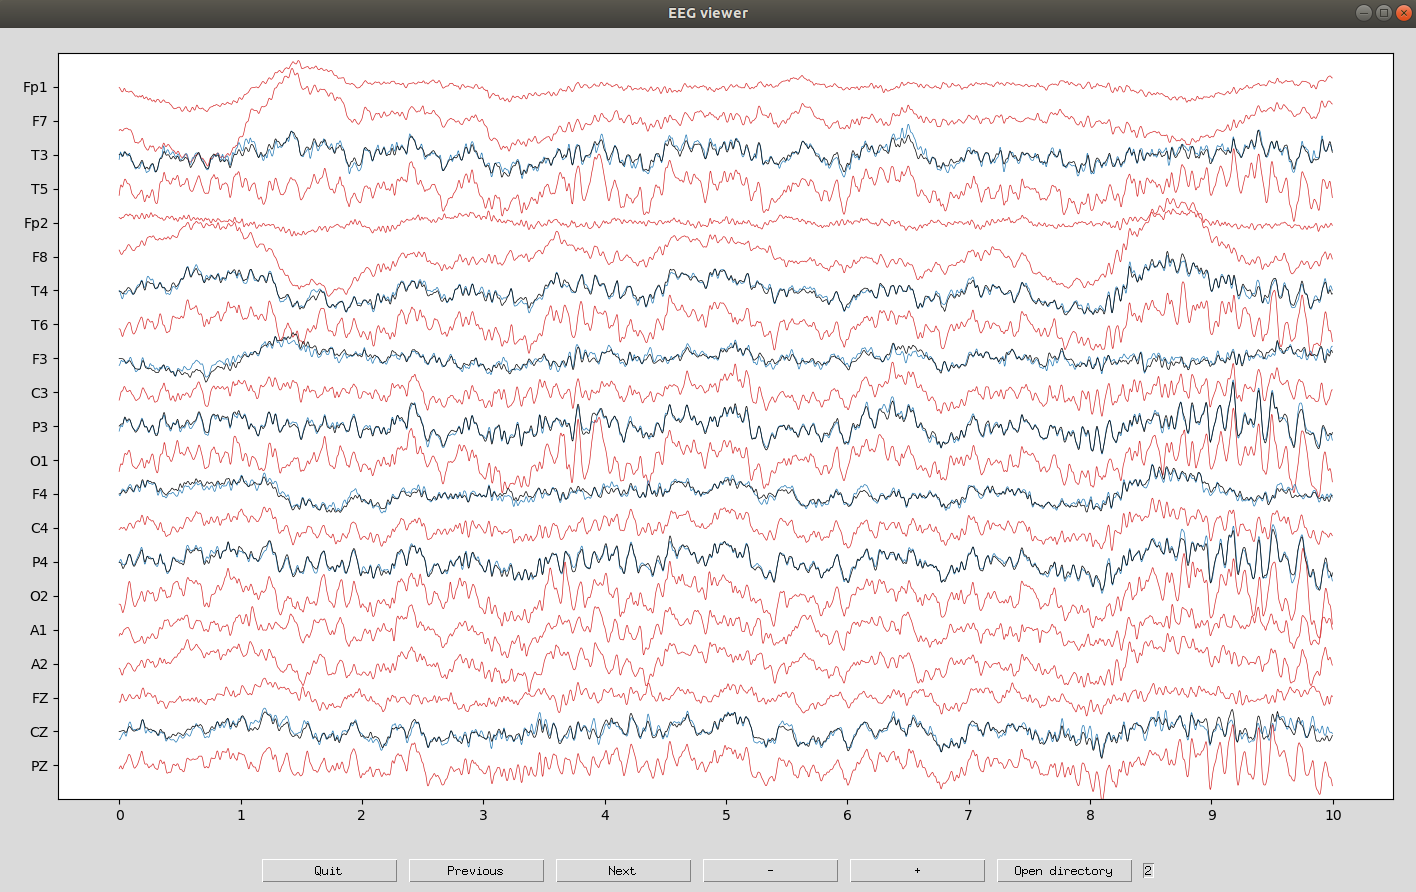 EEG viewer
Fp1
F7
T3
T5
Fp2
F8
T4
T6
F3
C3
P3
O1
F4
C4
P4
O2
A1
A2
FZ
CZ
PZ
0 1 2 3 4 5 6 7 8 9 10
Quit Previous Next - + Open directory 2